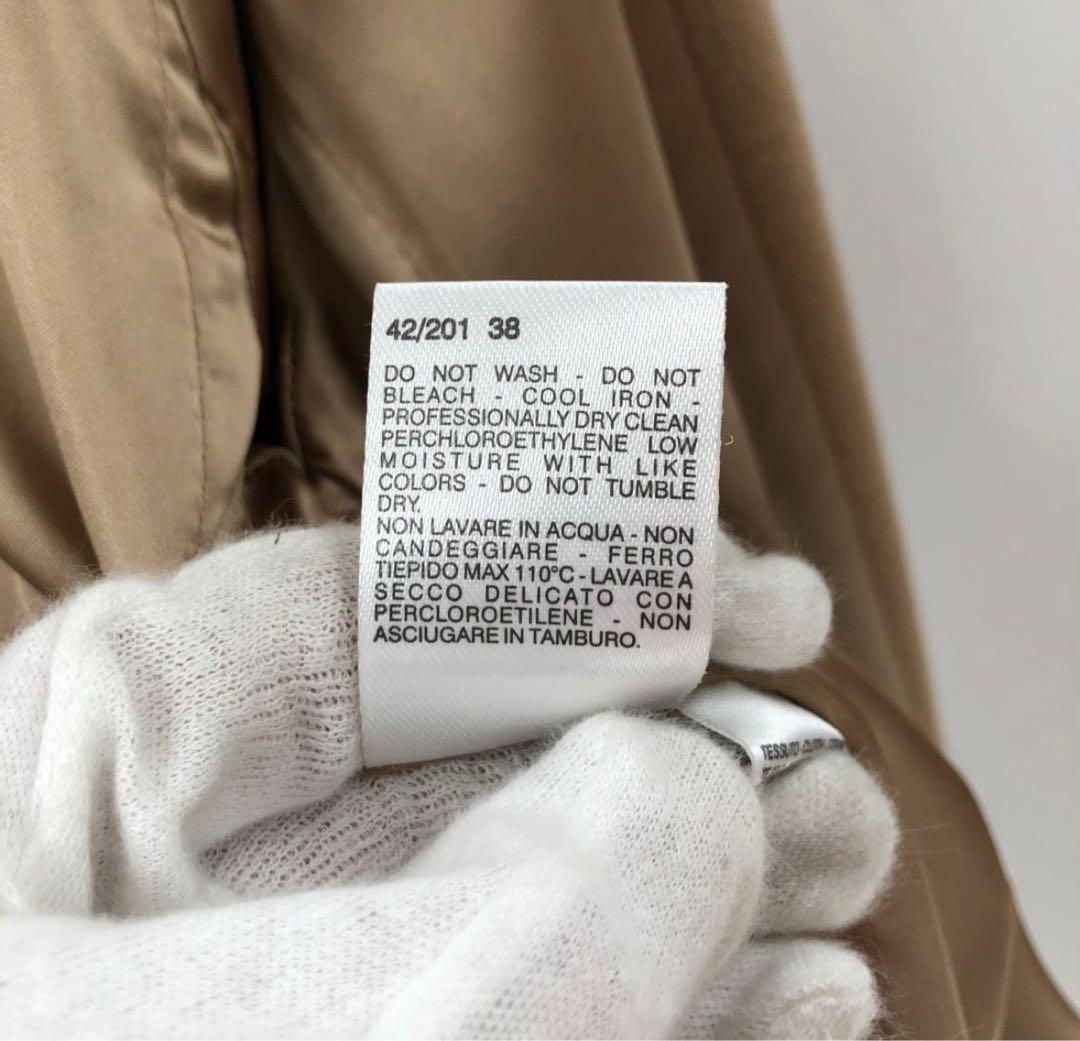 42/201 38
DO NOT WASH - DO NOT
BLEACH - COOL IRON -
PROFESSIONALLY DRY CLEAN
PERCHLOROETHYLENE LOW
MOISTURE WITH LIKE
COLORS - DO NOT TUMBLE
DRY.
NON LAVARE IN ACQUA - NON
CANDEGGIARE - FERRO
TIEPIDO MAX 110°C - LAVARE A
SECCO DELICATO CON
PERCLOROETILENE - NON
ASCIUGARE IN TAMBURO.
TESSUTO